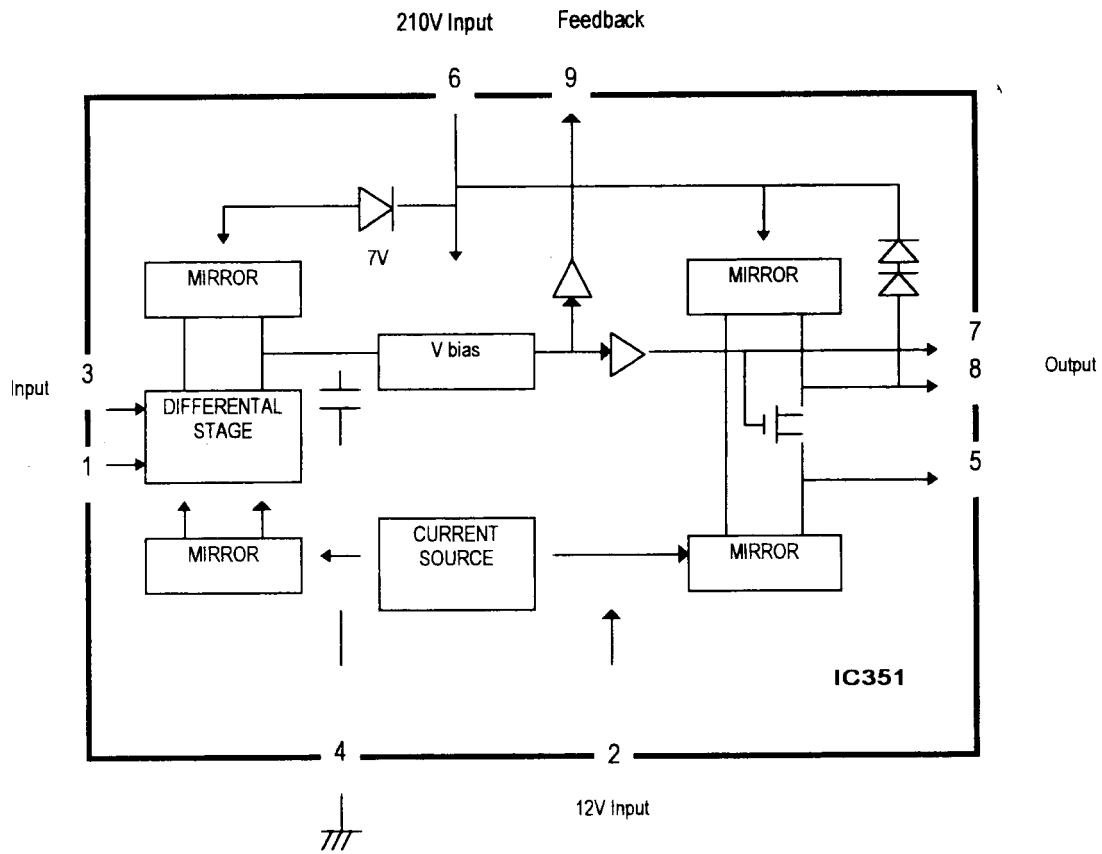 210V Input Feedback
6 9
7V
MIRROR
MIRROR
V bias
7
3
8
Input
Output
DIFFERENTAL
STAGE
1
5
CURRENT
SOURCE
MIRROR
MIRROR
IC351
4 2
12V Input